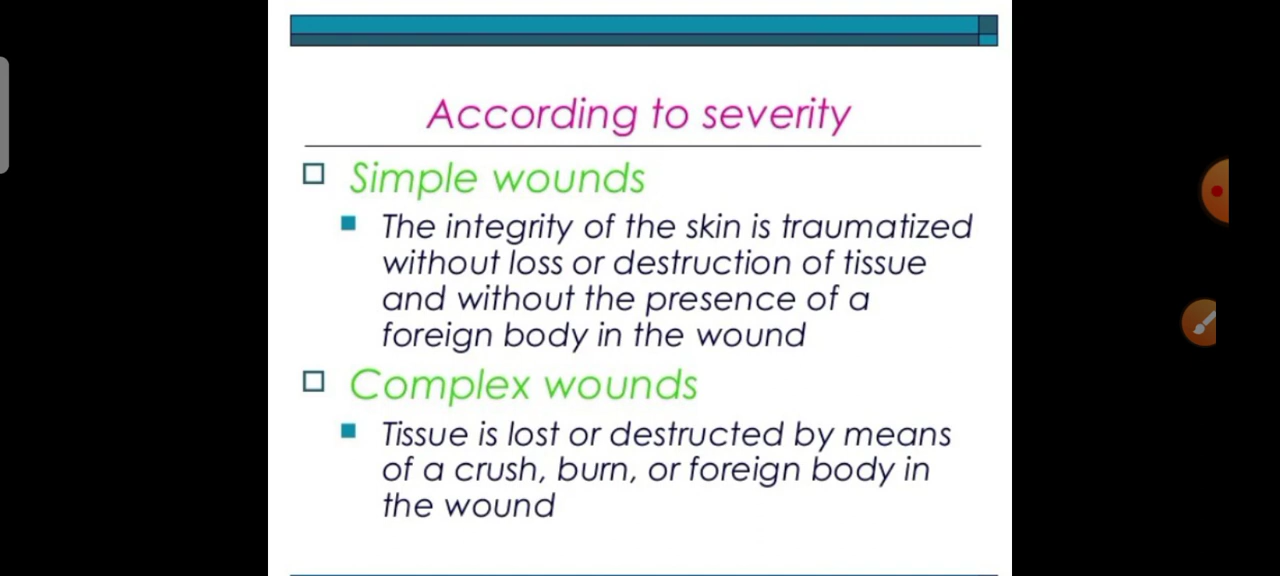 According to severity
Simple wounds
The integrity of the skin is traumatized
without loss or destruction of tissue
and without the presence of a
foreign body in the wound
Complex wounds
Tissue is lost or destructed by means
of a crush, burn, or foreign body in
the wound